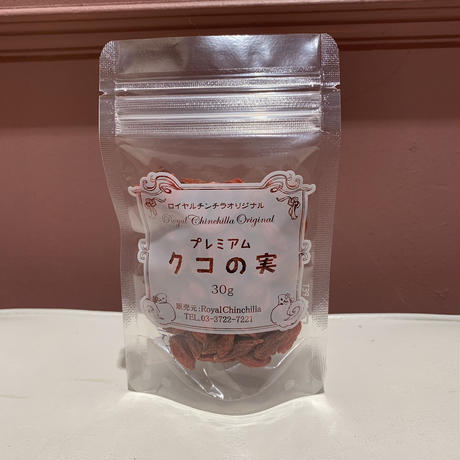 ロイヤルチンチラオリジナル
Royal Chinchilla Original
プレミアム
クコの実
30g
販売元:RoyalChinchilla
TEL.03-3722-7221